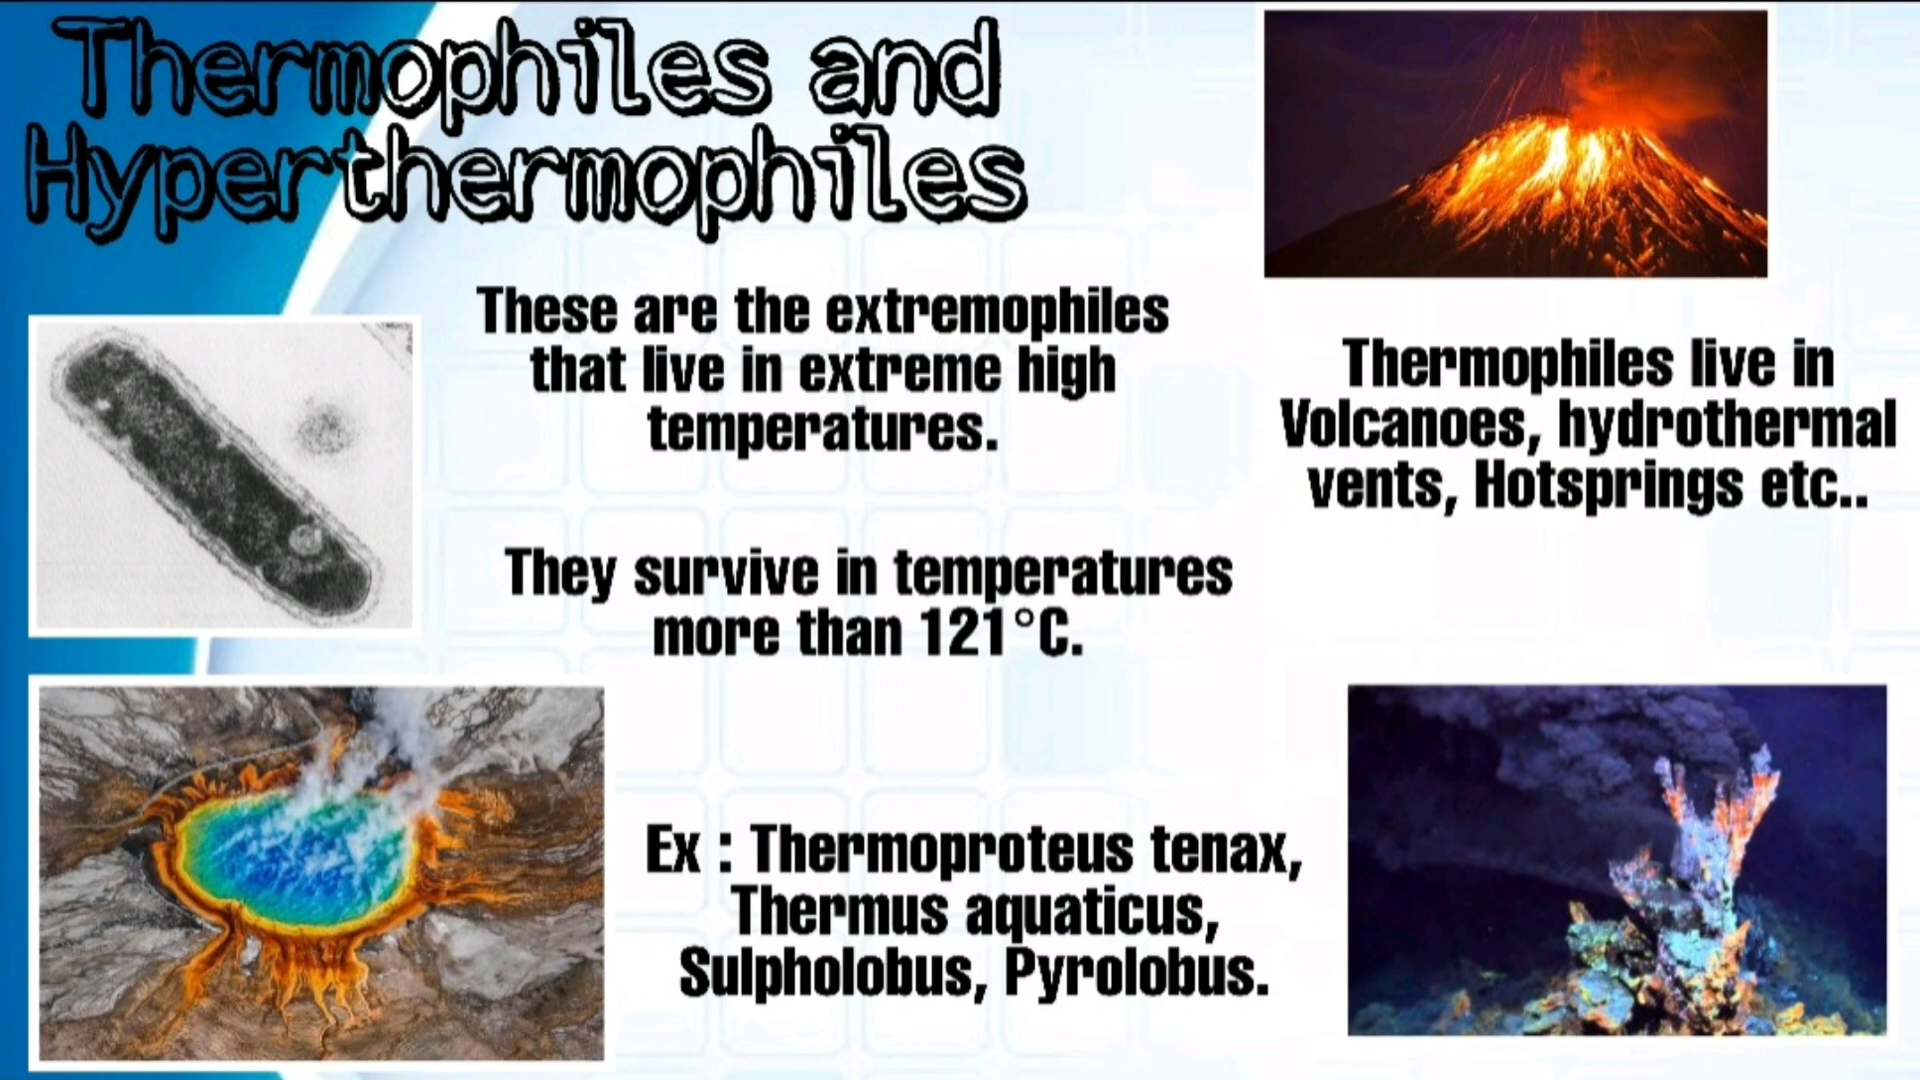 Thermophiles and
Hyperthermophiles
These are the extremophiles
that live in extreme high
temperatures.
They survive in temperatures
more than 121°C.
Thermophiles live in
Volcanoes, hydrothermal
vents, Hotsprings etc..
Ex : Thermoproteus tenax,
Thermus aquaticus,
Sulpholobus, Pyrolobus.